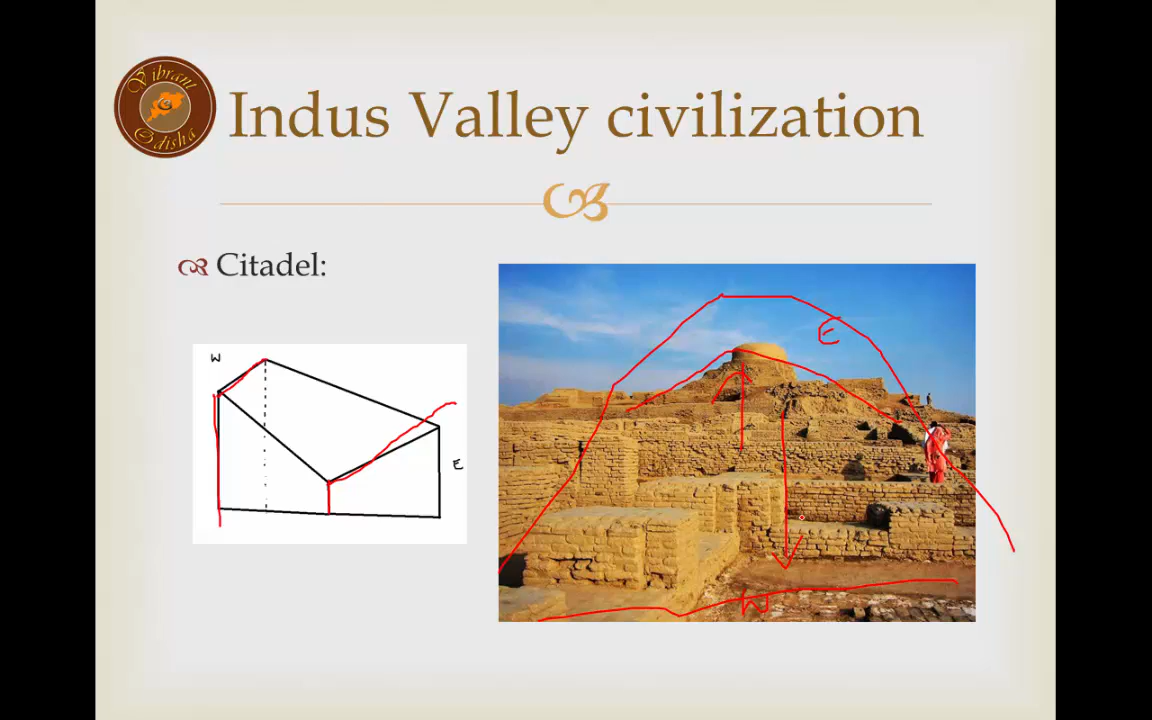 Vibrant
Odisha
Indus Valley civilization
Citadel:
W
E
E
W